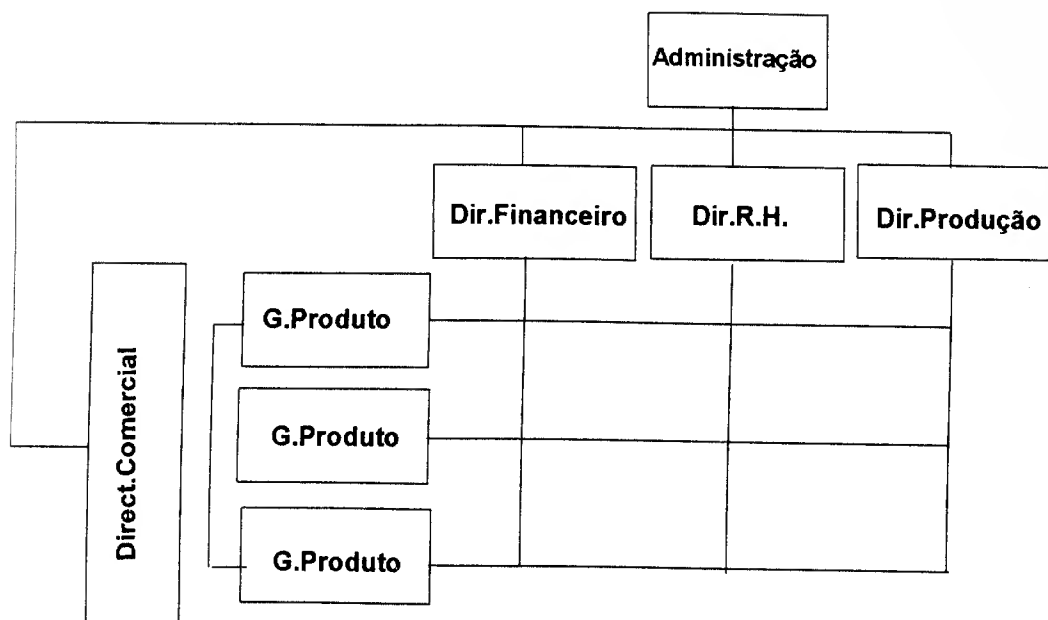 Administração
Dir.Financeiro
Dir.R.H.
Dir.Produção
Direct.Comercial
G.Produto
G.Produto
G.Produto